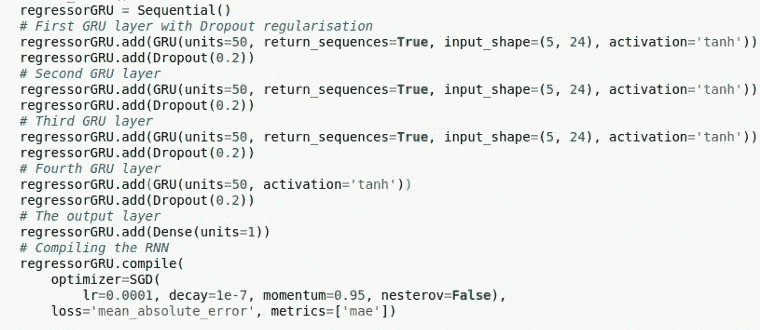 regressorGRU = Sequential()
# First GRU layer with Dropout regularisation
regressorGRU.add(GRU(units=50, return_sequences=True, input_shape=(5, 24), activation='tanh'))
regressorGRU.add(Dropout(0.2))
# Second GRU layer
regressorGRU.add(GRU(units=50, return_sequences=True, input_shape=(5, 24), activation='tanh'))
regressorGRU.add(Dropout(0.2))
# Third GRU layer
regressorGRU.add(GRU(units=50, return_sequences=True, input_shape=(5, 24), activation='tanh'))
regressorGRU.add(Dropout(0.2))
# Fourth GRU layer
regressorGRU.add(GRU(units=50, activation='tanh'))
regressorGRU.add(Dropout(0.2))
# The output layer
regressorGRU.add(Dense(units=1))
# Compiling the RNN
regressorGRU.compile(
    optimizer=SGD(
        lr=0.0001, decay=1e-7, momentum=0.95, nesterov=False),
    loss='mean_absolute_error', metrics=['mae'])